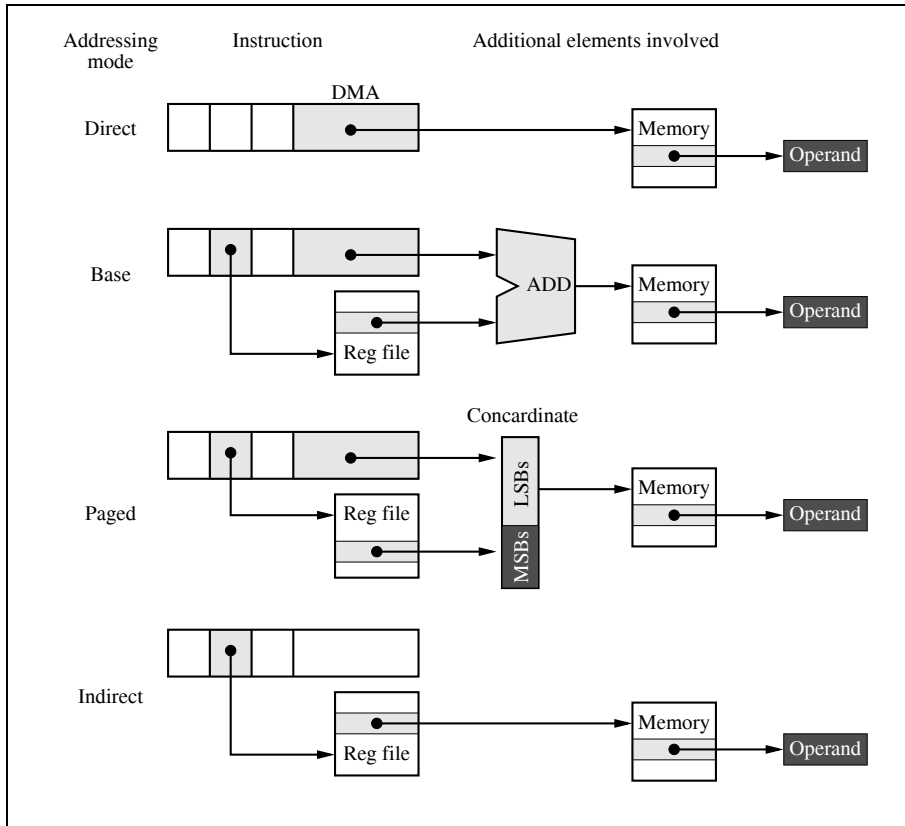 Addressing mode
Instruction
Additional elements involved
DMA
Direct
Memory
Operand
Base
ADD
Memory
Operand
Reg file
Concardinate
Paged
Reg file
LSBs
MSBs
Memory
Operand
Indirect
Reg file
Memory
Operand